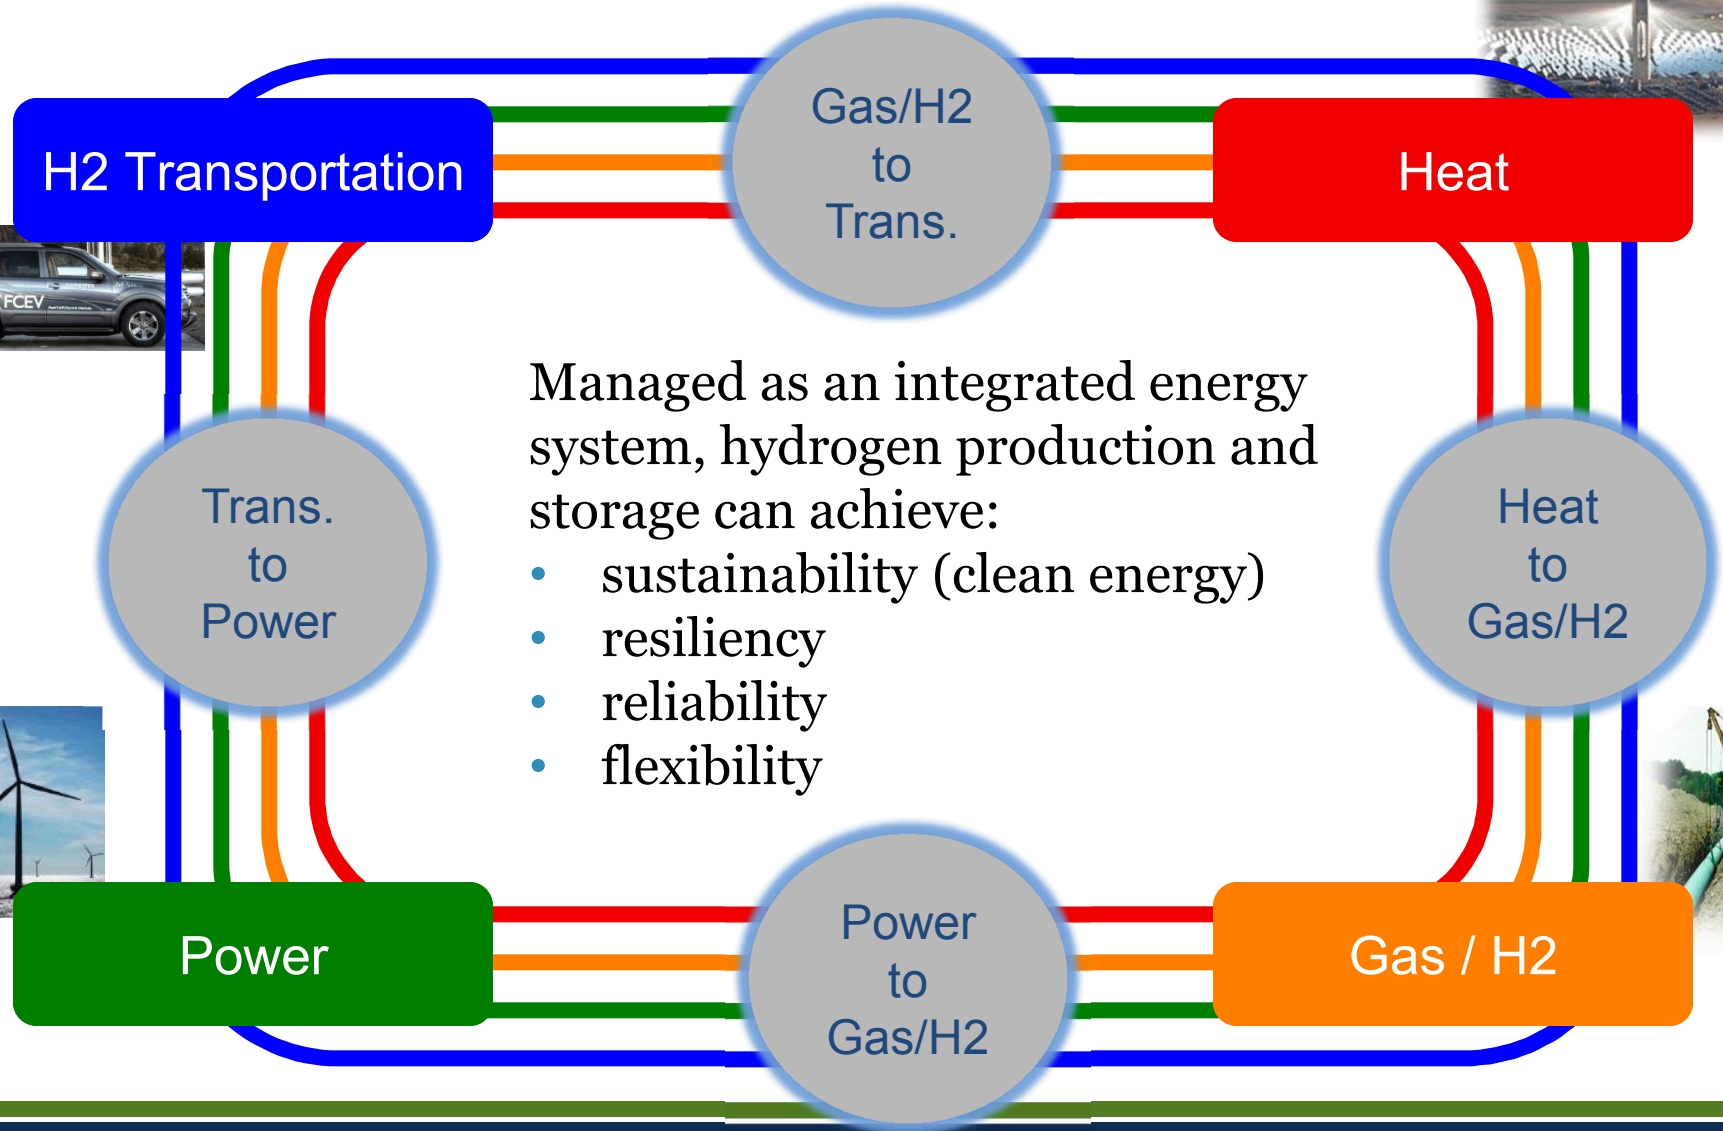 Gas/H2
to
Trans.
H2 Transportation
Heat
FCEV
Managed as an integrated energy
system, hydrogen production and
storage can achieve:
• sustainability (clean energy)
• resiliency
• reliability
• flexibility
Trans.
to
Power
Heat
to
Gas/H2
Power
to
Gas/H2
Power
Gas / H2